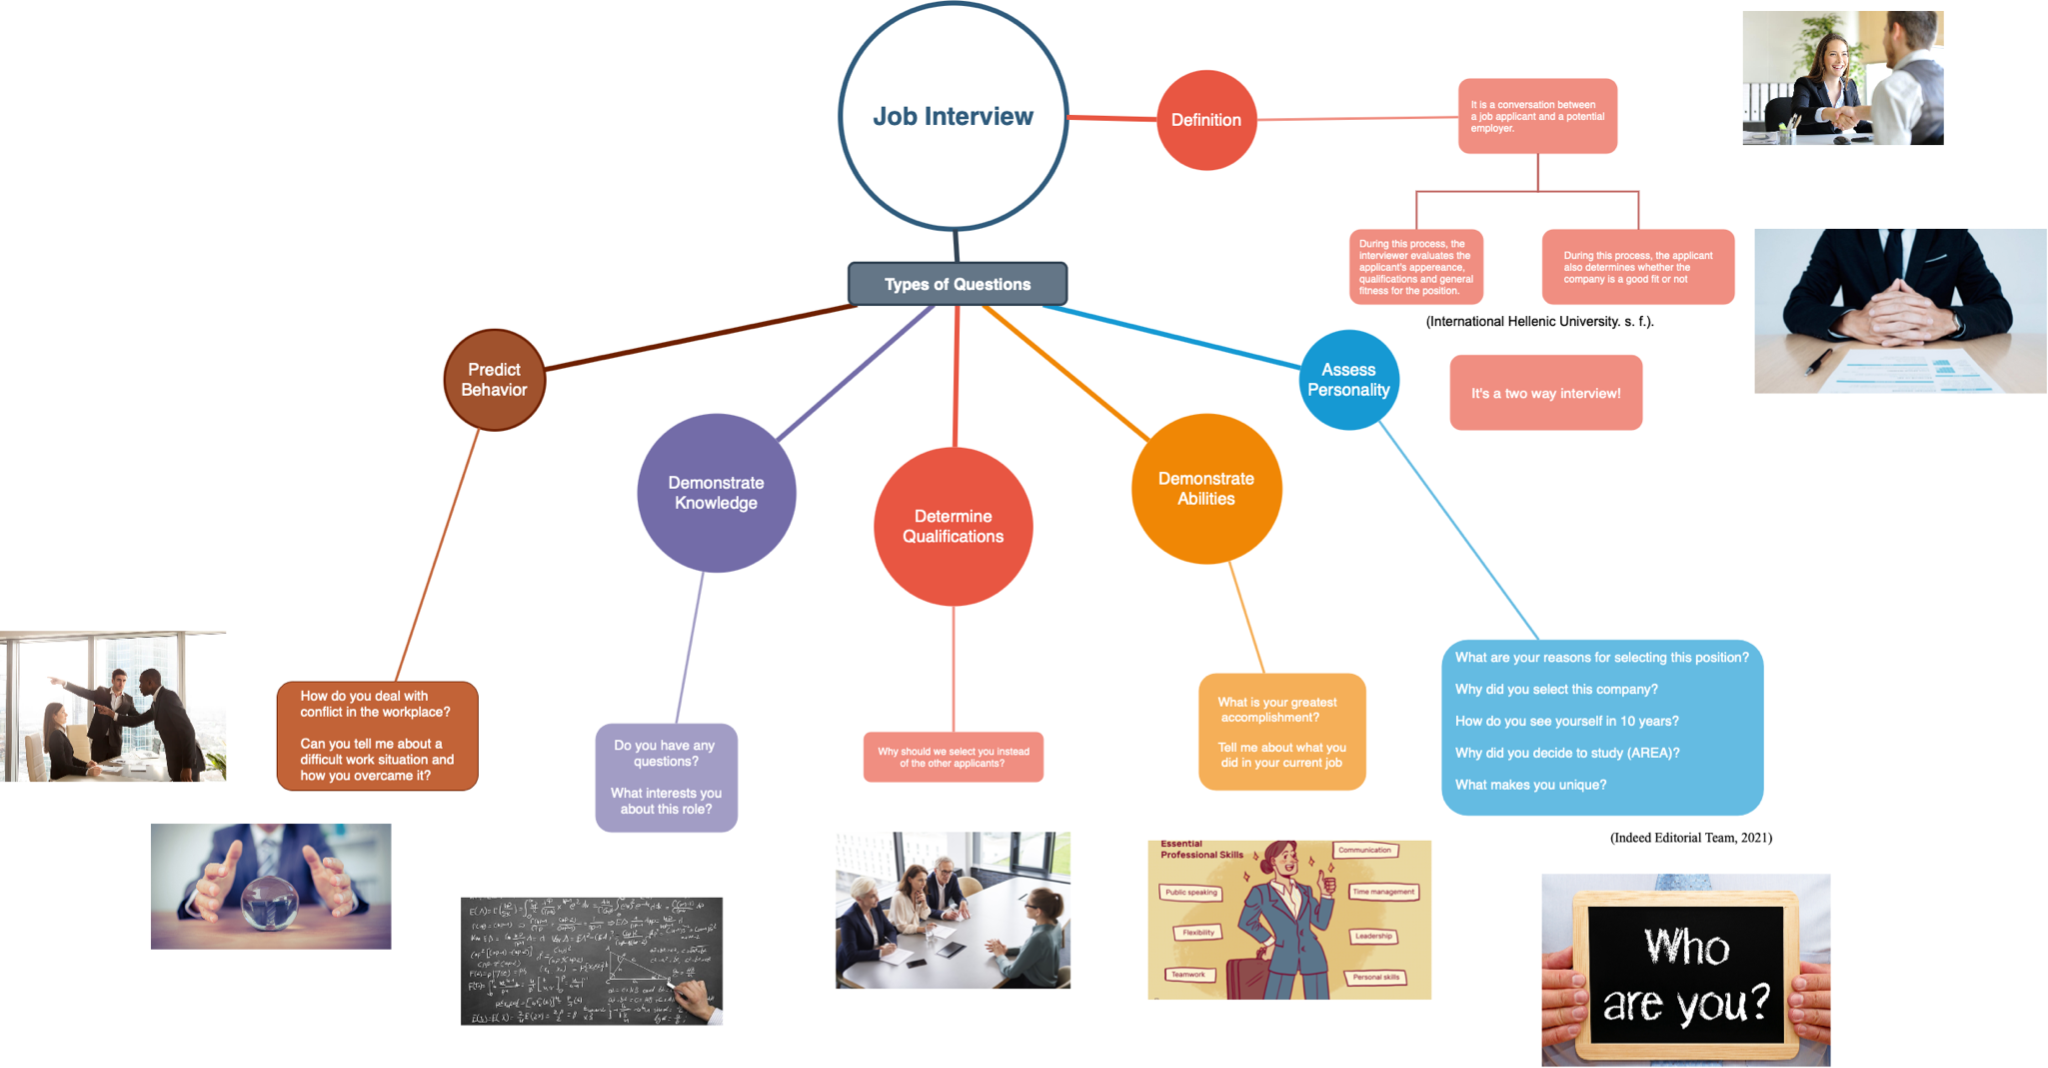 Job Interview
Definition
It is a conversation between
a job applicant and a potential
employer.
During this process, the
interviewer evaluates the
applicant's appereance,
qualifications and general
fitness for the position.
During this process, the applicant
also determines whether the
company is a good fit or not
(International Hellenic University. s. f.).
It's a two way interview!
Types of Questions
Predict
Behavior
Demonstrate
Knowledge
Determine
Qualifications
Demonstrate
Abilities
Assess
Personality
How do you deal with
conflict in the workplace?
Can you tell me about a
difficult work situation and
how you overcame it?
Do you have any
questions?
What interests you
about this role?
Why should we select you instead
of the other applicants?
What is your greatest
accomplishment?
Tell me about what you
did in your current job
What are your reasons for selecting this position?
Why did you select this company?
How do you see yourself in 10 years?
Why did you decide to study (AREA)?
What makes you unique?
(Indeed Editorial Team, 2021)
Essential
Professional Skills
Communication
Public speaking
Time management
Flexibility
Leadership
Teamwork
Personal skills
Who
are you?